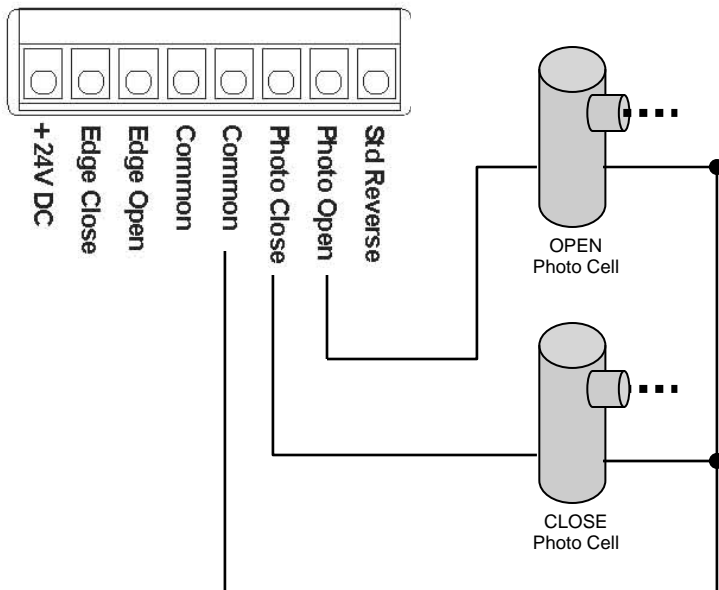 +24V DC
Edge Close
Edge Open
Common
Common
Photo Close
Photo Open
Std Reverse
OPEN
Photo Cell
CLOSE
Photo Cell